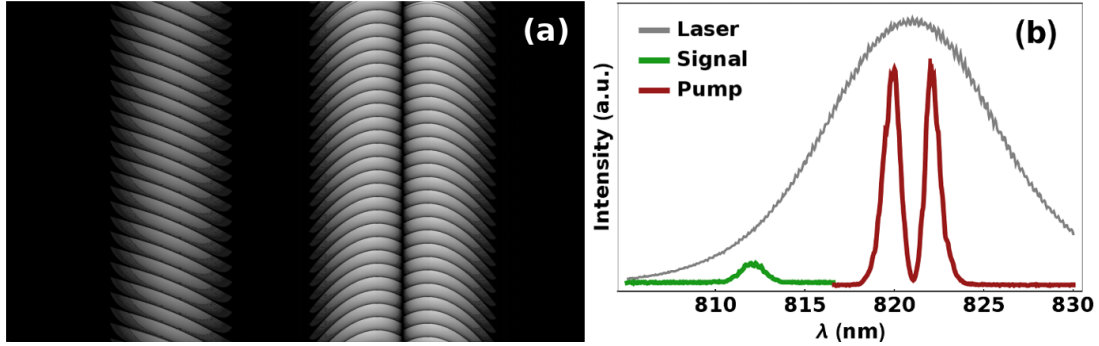 (a)
(b)
Laser
Signal
Pump
Intensity (a.u.)
810 815 820 825 830
λ (nm)